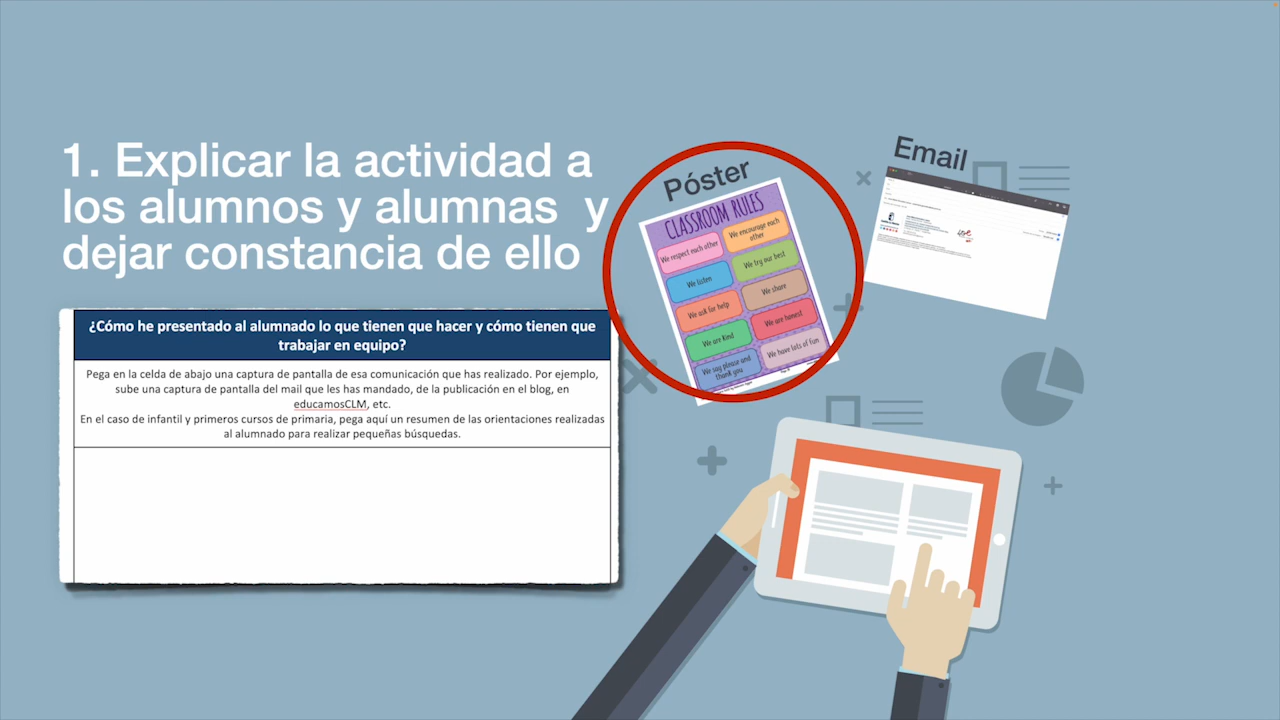 1. Explicar la actividad a
los alumnos y alumnas y
dejar constancia de ello
¿Cómo he presentado al alumnado lo que tienen que hacer y cómo tienen que
trabajar en equipo?
Pega en la celda de abajo una captura de pantalla de esa comunicación que has realizado. Por ejemplo,
sube una captura de pantalla del mail que les has mandado, de la publicación en el blog, en
educamosCLM, etc.
En el caso de infantil y primeros cursos de primaria, pega aquí un resumen de las orientaciones realizadas
al alumnado para realizar pequeñas búsquedas.
Póster
CLASSROOM RULES
We respect each other
We encourage each
other
We listen
We try our best
We ask for help
We share
We are kind
We are honest
We say please and
thank you
We have lots of fun
Email